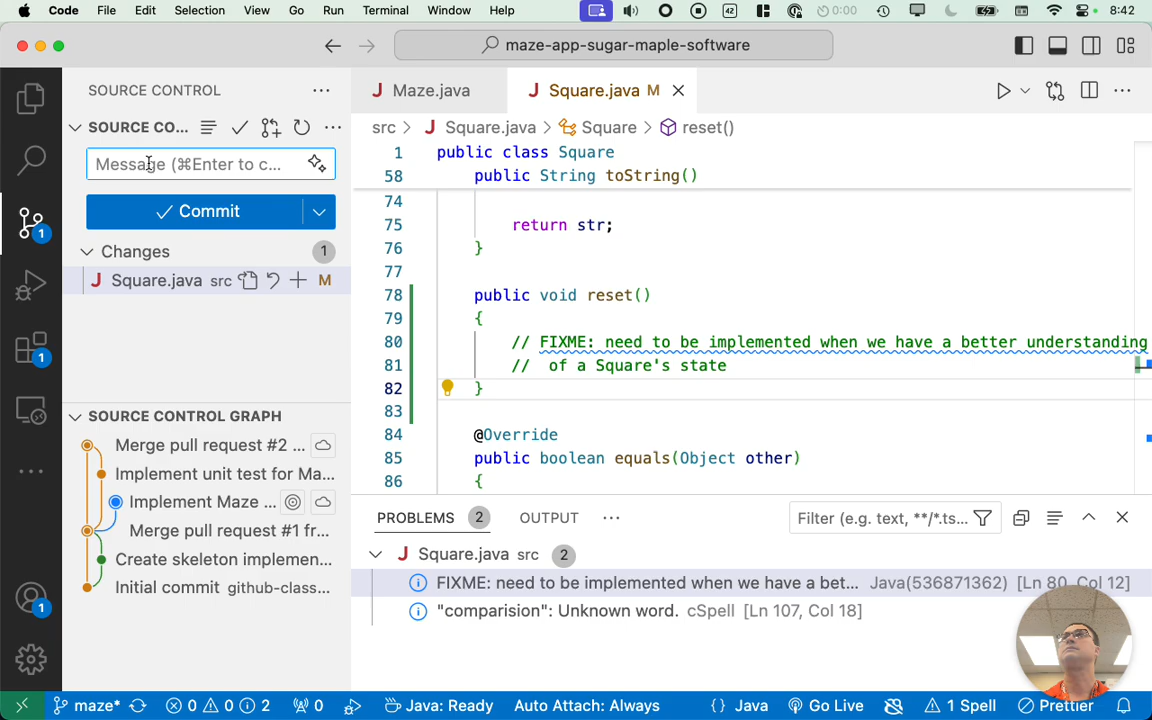 Code File Edit Selection View Go Run Terminal Window Help 42 0:00 8:42
maze-app-sugar-maple-software
SOURCE CONTROL
Maze.java
Square.java M
SOURCE CO...
src > Square.java > Square > reset()
Message (⌘Enter to c...
Commit
Changes 1
Square.java src M
1 public class Square
58 public String toString()
74
75 return str;
76 }
77
78 public void reset()
79 {
80 // FIXME: need to be implemented when we have a better understanding
81 // of a Square's state
82 }
83
84 @Override
85 public boolean equals(Object other)
86 {
1
1
1
SOURCE CONTROL GRAPH
Merge pull request #2 ...
Implement unit test for Ma...
Implement Maze ...
Merge pull request #1 fr...
Create skeleton implemen...
Initial commit github-class...
PROBLEMS 2 OUTPUT
Filter (e.g. text, **/*.ts...
Square.java src 2
FIXME: need to be implemented when we have a bet... Java(536871362) [Ln 80, Col 12]
"comparision": Unknown word. cSpell [Ln 107, Col 18]
maze* 0 0 2 0 Java: Ready Auto Attach: Always {} Java Go Live 1 Spell Prettier